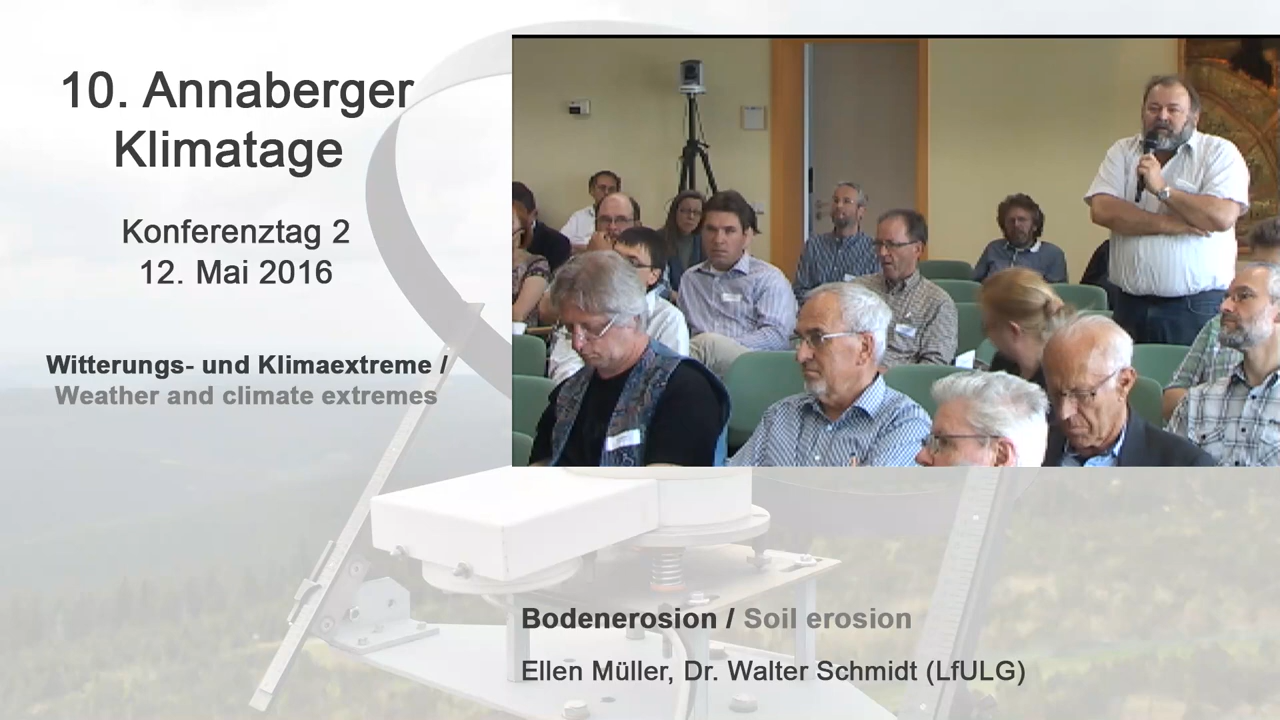 10. Annaberger
Klimatage
Konferenztag 2
12. Mai 2016
Witterungs- und Klimaextreme /
Weather and climate extremes
Bodenerosion / Soil erosion
Ellen Müller, Dr. Walter Schmidt (LfULG)